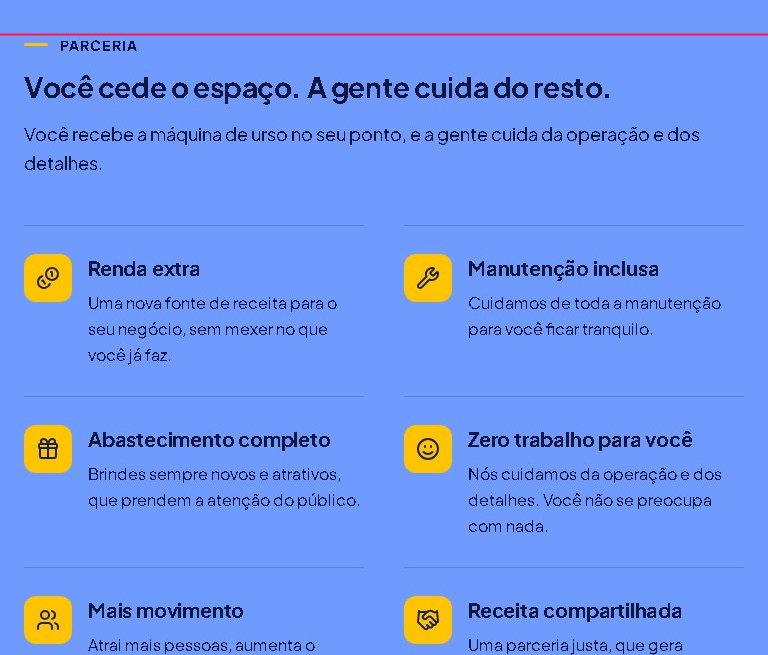 PARCERIA
Você cede o espaço. A gente cuida do resto.
Você recebe a máquina de urso no seu ponto, e a gente cuida da operação e dos
detalhes.
Renda extra
Uma nova fonte de receita para o
seu negócio, sem mexer no que
você já faz.
Manutenção inclusa
Cuidamos de toda a manutenção
para você ficar tranquilo.
Abastecimento completo
Brindes sempre novos e atrativos,
que prendem a atenção do público.
Zero trabalho para você
Nós cuidamos da operação e dos
detalhes. Você não se preocupa
com nada.
Mais movimento
Atrai mais pessoas, aumenta o
Receita compartilhada
Uma parceria justa, que gera